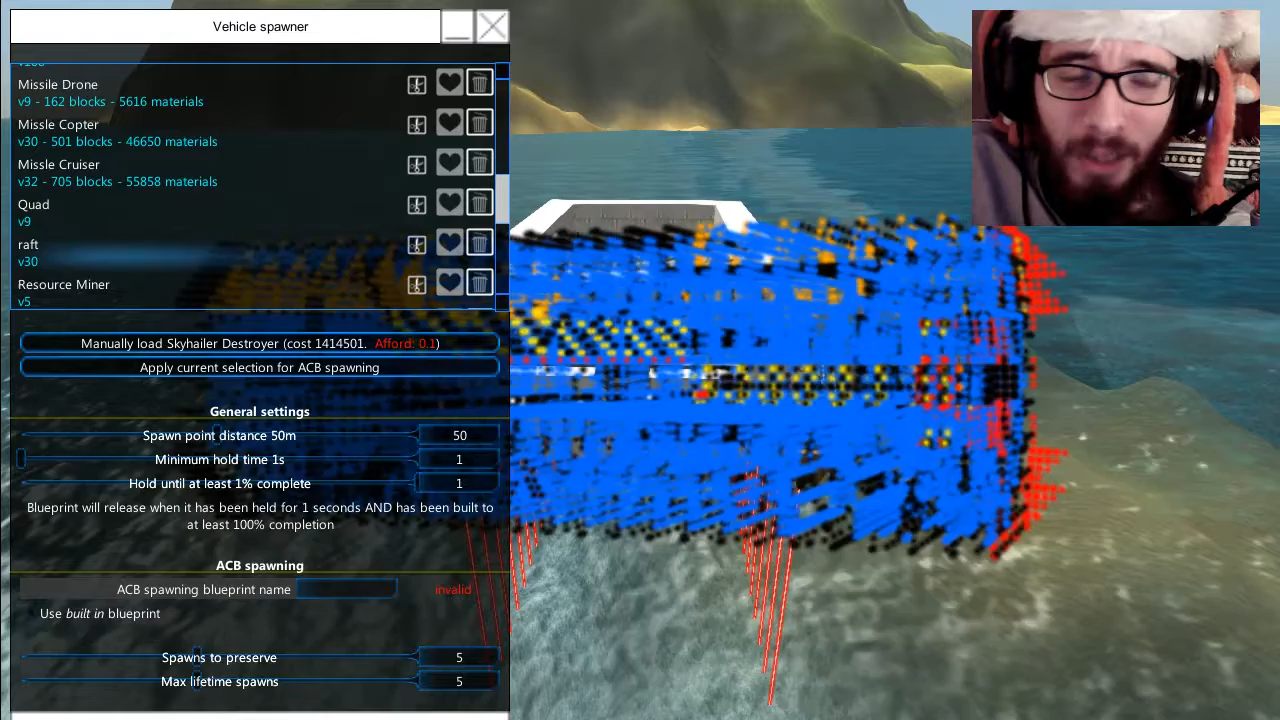 Vehicle spawner
Missile Drone
v9 - 162 blocks - 5616 materials
Missle Copter
v30 - 501 blocks - 46650 materials
Missle Cruiser
v32 - 705 blocks - 55858 materials
Quad
v9
raft
v30
Resource Miner
v5
Manually load Skyhailer Destroyer (cost 1414501. Afford: 0.1)
Apply current selection for ACB spawning
General settings
Spawn point distance 50m 50
Minimum hold time 1s 1
Hold until at least 1% complete 1
Blueprint will release when it has been held for 1 seconds AND has been built to
at least 100% completion
ACB spawning
ACB spawning blueprint name invalid
Use built in blueprint
Spawns to preserve 5
Max lifetime spawns 5